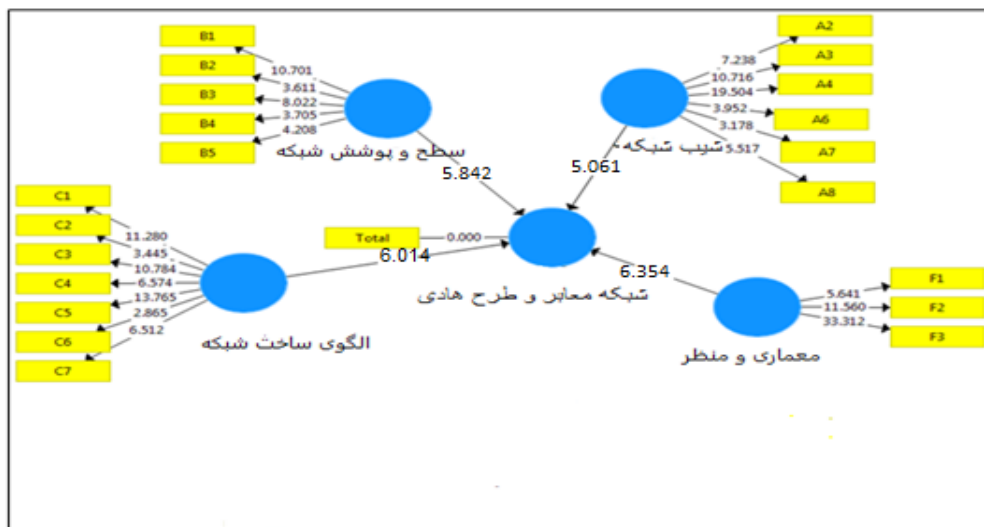 B1
B2
B3
B4
B5
10.701
3.611
8.022
3.705
4.208
سطح و پوشش شبکه
5.842
A2
A3
A4
A6
A7
A8
7.238
10.716
19.504
3.952
3.178
5.517
شیب شبکه
5.061
C1
C2
C3
C4
C5
C6
C7
11.280
3.445
10.784
6.574
13.765
2.865
6.512
الگوی ساخت شبکه
6.014
Total
0.000
شبکه معابر و طرح هادی
6.354
F1
F2
F3
5.641
11.560
33.312
معماری و منظر